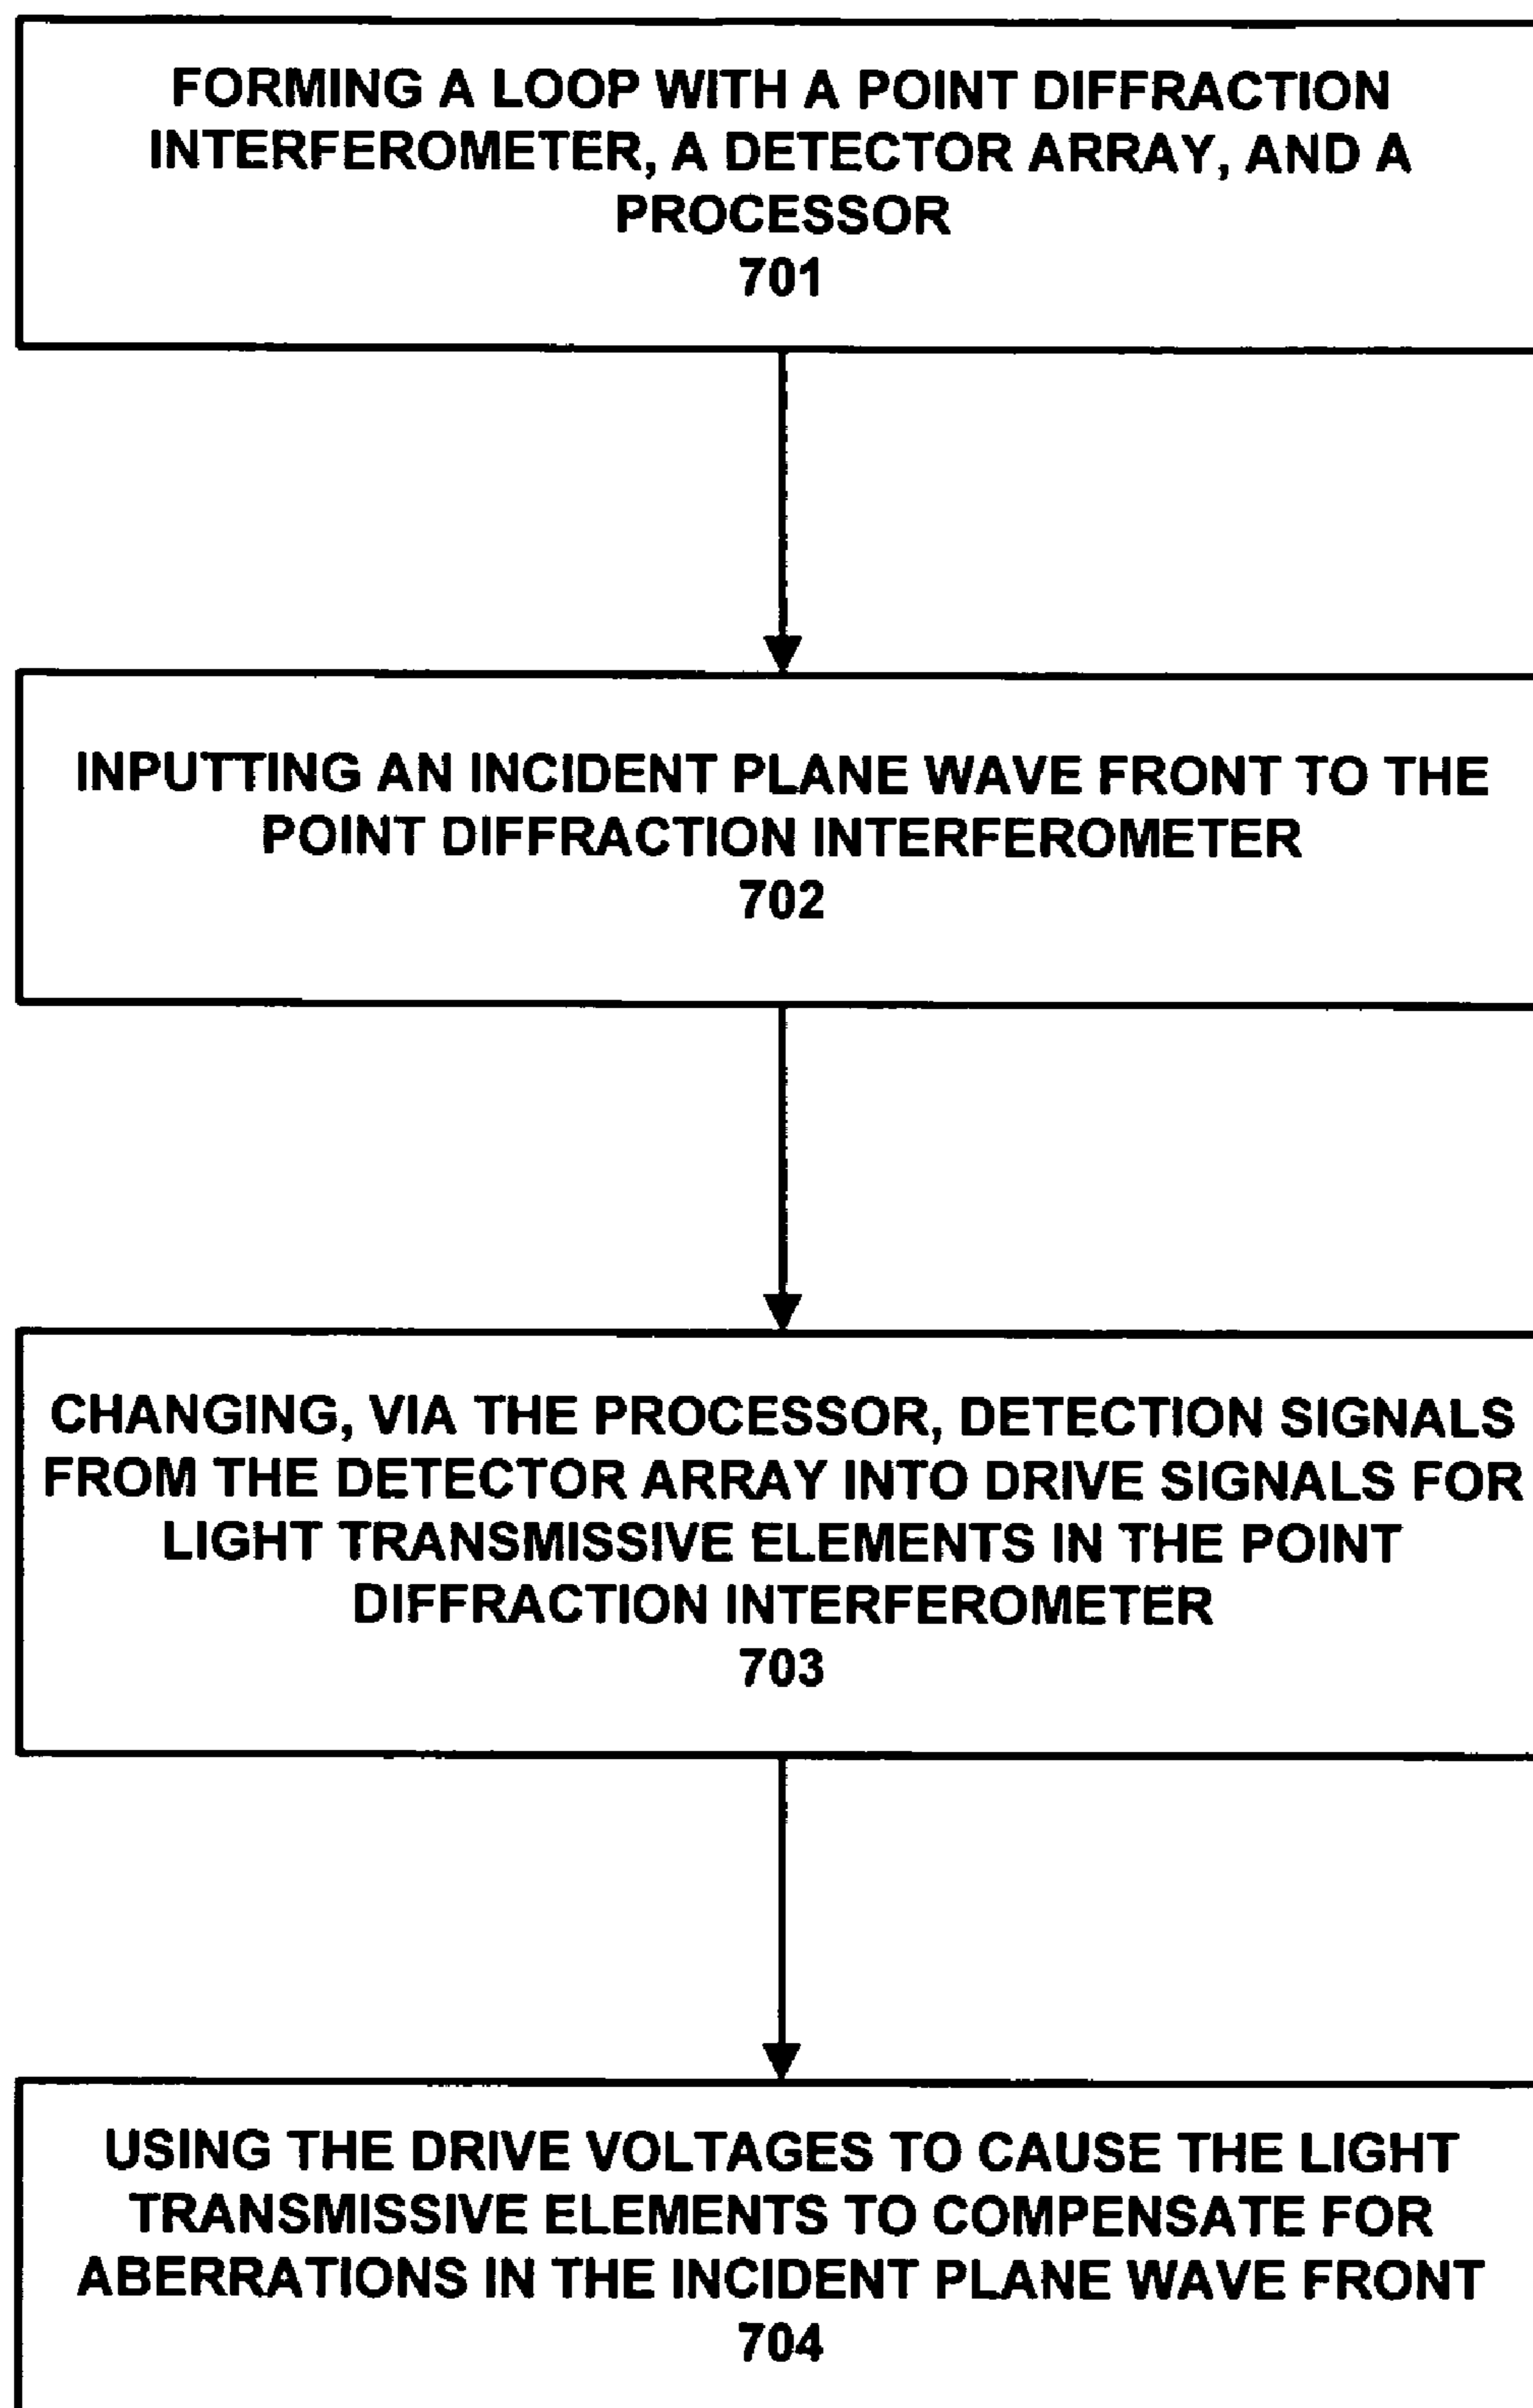 FORMING A LOOP WITH A POINT DIFFRACTION
INTERFEROMETER, A DETECTOR ARRAY, AND A
PROCESSOR
701
INPUTTING AN INCIDENT PLANE WAVE FRONT TO THE
POINT DIFFRACTION INTERFEROMETER
702
CHANGING, VIA THE PROCESSOR, DETECTION SIGNALS
FROM THE DETECTOR ARRAY INTO DRIVE SIGNALS FOR
LIGHT TRANSMISSIVE ELEMENTS IN THE POINT
DIFFRACTION INTERFEROMETER
703
USING THE DRIVE VOLTAGES TO CAUSE THE LIGHT
TRANSMISSIVE ELEMENTS TO COMPENSATE FOR
ABERRATIONS IN THE INCIDENT PLANE WAVE FRONT
704